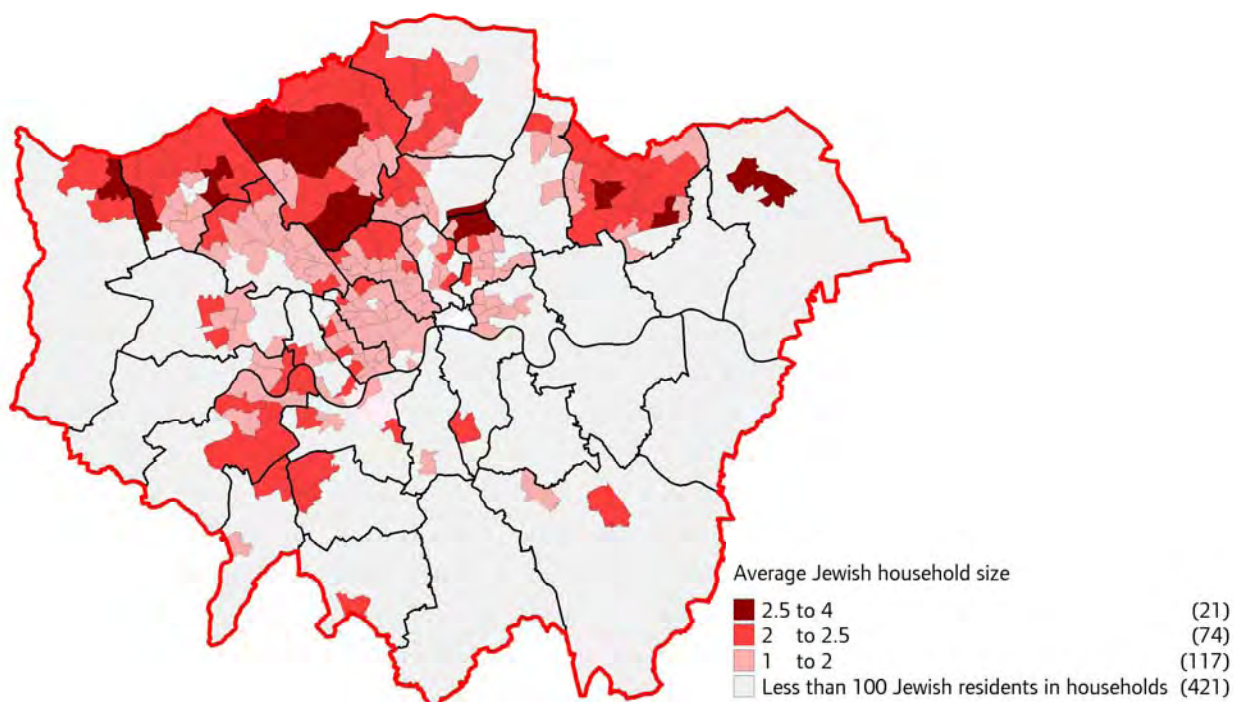 Average Jewish household size
2.5 to 4 (21)
2 to 2.5 (74)
1 to 2 (117)
Less than 100 Jewish residents in households (421)